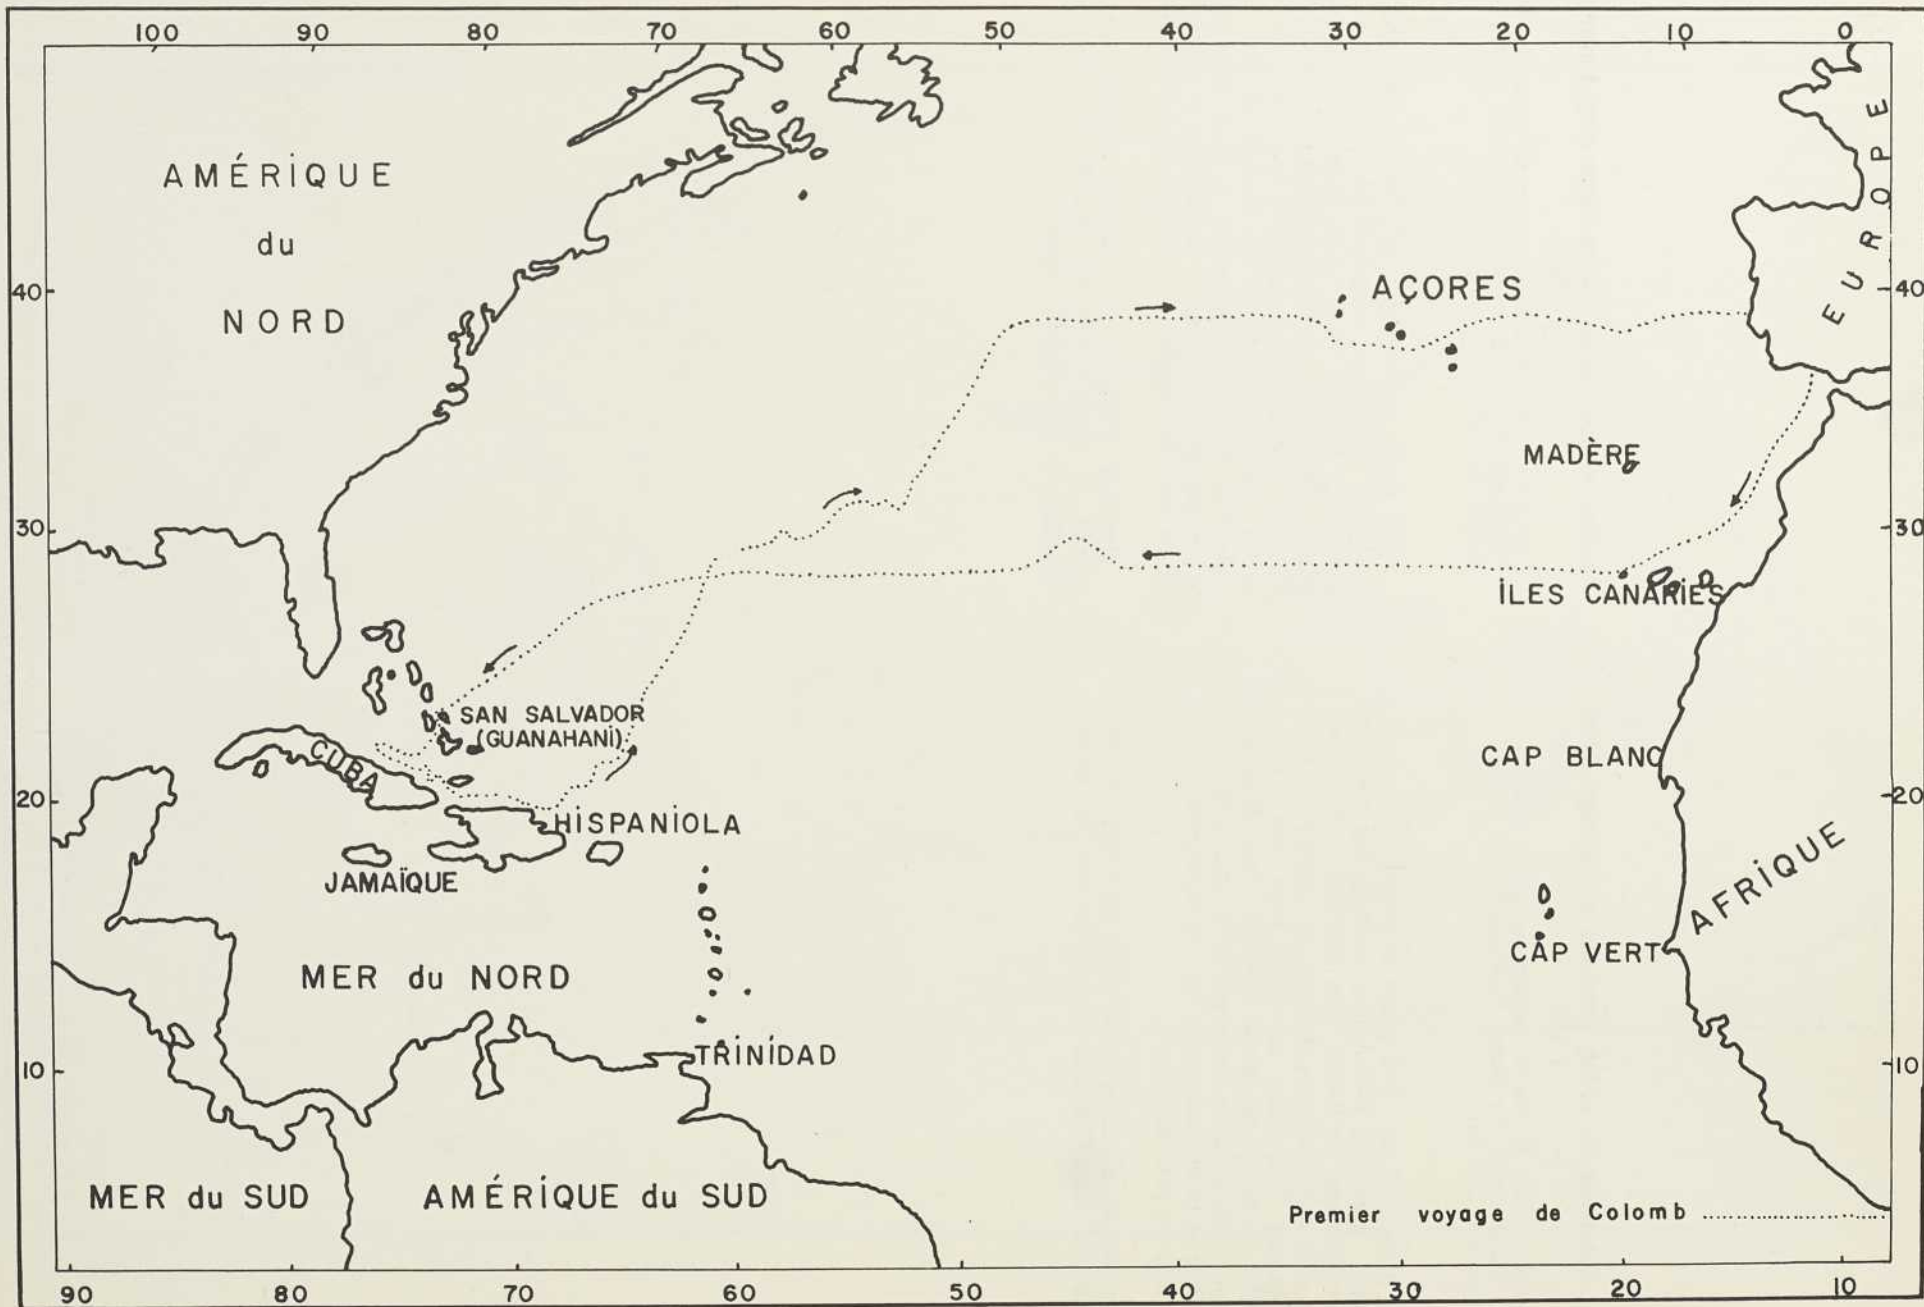 100 90 80 70 60 50 40 30 20 10 0
AMÉRIQUE
du
NORD
EUROPE
40
AÇORES
40
MADÈRE
30
30
ÎLES CANARIES
SAN SALVADOR
(GUANAHANI)
CUBA
CAP BLANC
20
20
HISPANIOLA
JAMAÏQUE
AFRIQUE
CAP VERT
MER du NORD
TRINIDAD
10
10
MER du SUD
AMÉRIQUE du SUD
Premier voyage de Colomb
90 80 70 60 50 40 30 20 10